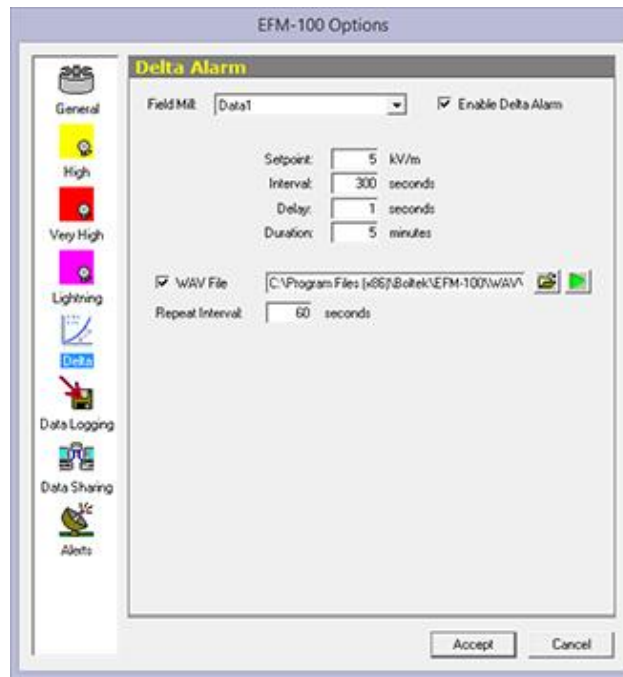 EFM-100 Options
General
High
Very High
Lightning
Delta
Data Logging
Data Sharing
Alerts
Delta Alarm
Field Mill: Data1
Enable Delta Alarm
Setpoint: 5 kV/m
Interval: 300 seconds
Delay: 1 seconds
Duration: 5 minutes
WAV File C:\Program Files (x86)\Boltek\EFM-100\WAV\
Repeat Interval: 60 seconds
Accept Cancel